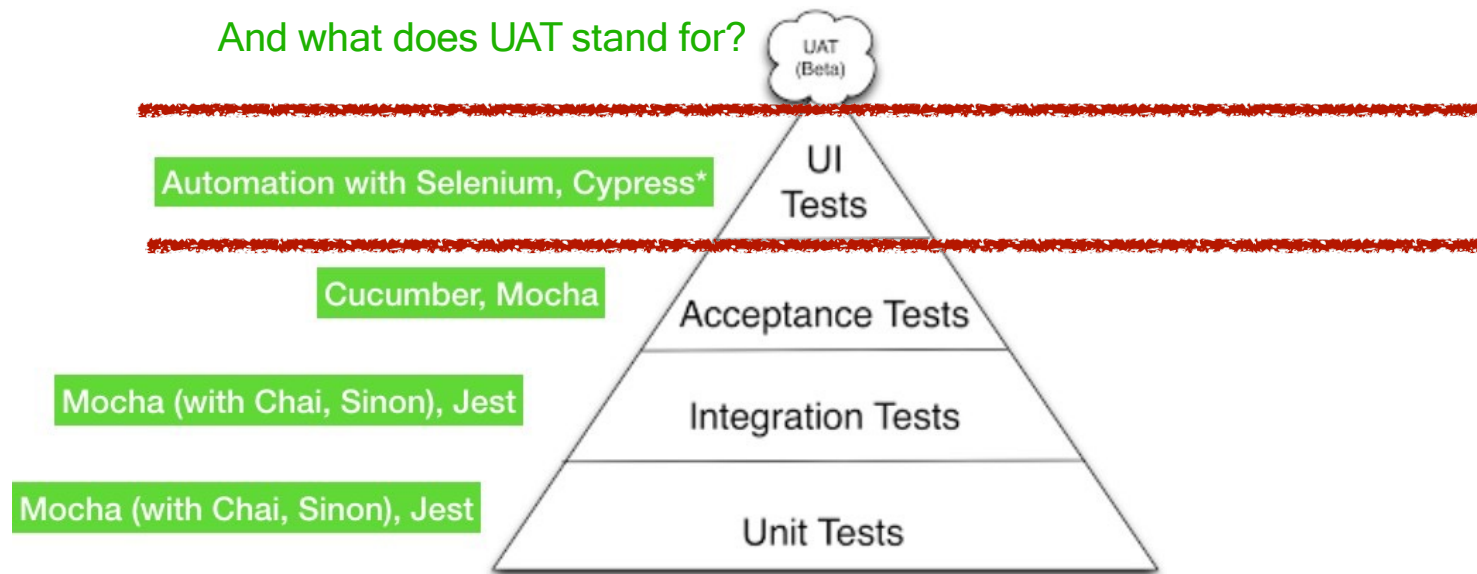 And what does UAT stand for?
UAT
(Beta)
Automation with Selenium, Cypress*
UI
Tests
Cucumber, Mocha
Acceptance Tests
Mocha (with Chai, Sinon), Jest
Integration Tests
Mocha (with Chai, Sinon), Jest
Unit Tests